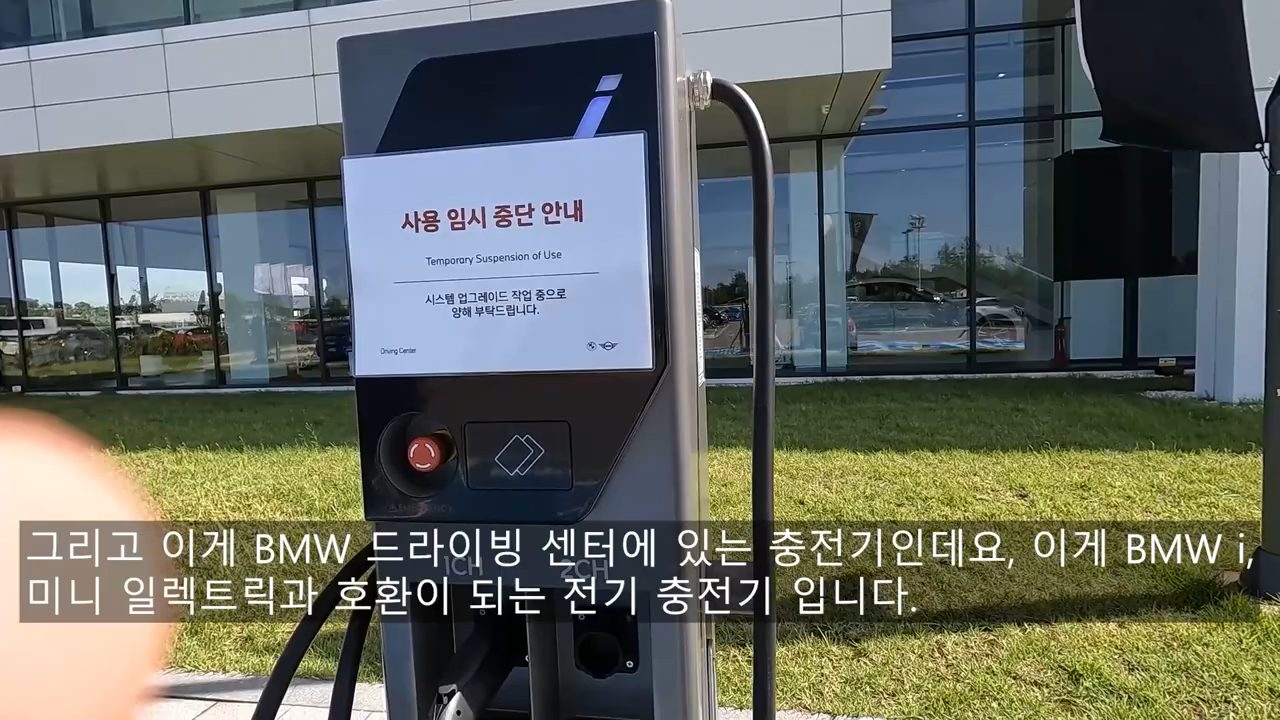 i
사용 임시 중단 안내
Temporary Suspension of Use
시스템 업그레이드 작업 중으로
양해 부탁드립니다.
Driving Center
EMERGENCY
1CH 2CH
그리고 이게 BMW 드라이빙 센터에 있는 충전기인데요, 이게 BMW i,
미니 일렉트릭과 호환이 되는 전기 충전기 입니다.